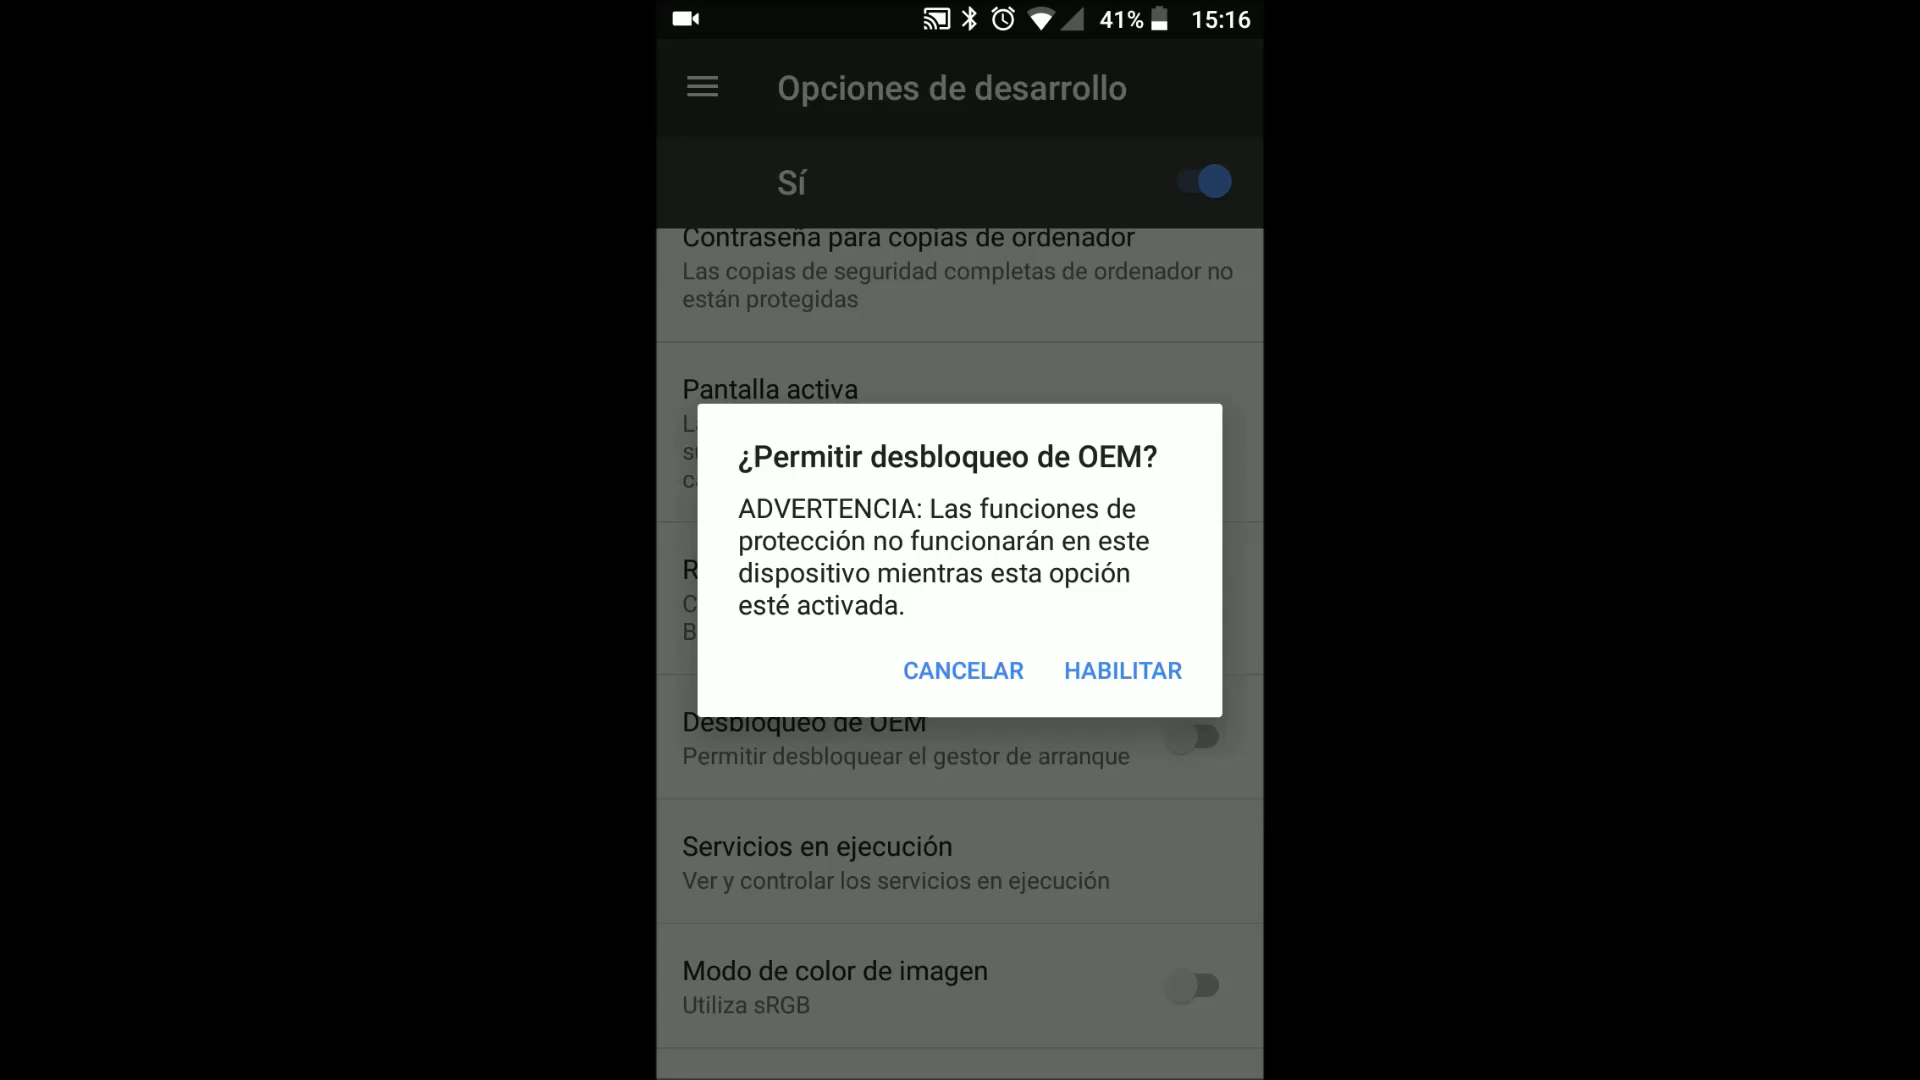 41% 15:16
Opciones de desarrollo
Sí
Contraseña para copias de ordenador
Las copias de seguridad completas de ordenador no
están protegidas
Pantalla activa
¿Permitir desbloqueo de OEM?
ADVERTENCIA: Las funciones de
protección no funcionarán en este
dispositivo mientras esta opción
esté activada.
CANCELAR HABILITAR
Desbloqueo de OEM
Permitir desbloquear el gestor de arranque
Servicios en ejecución
Ver y controlar los servicios en ejecución
Modo de color de imagen
Utiliza sRGB